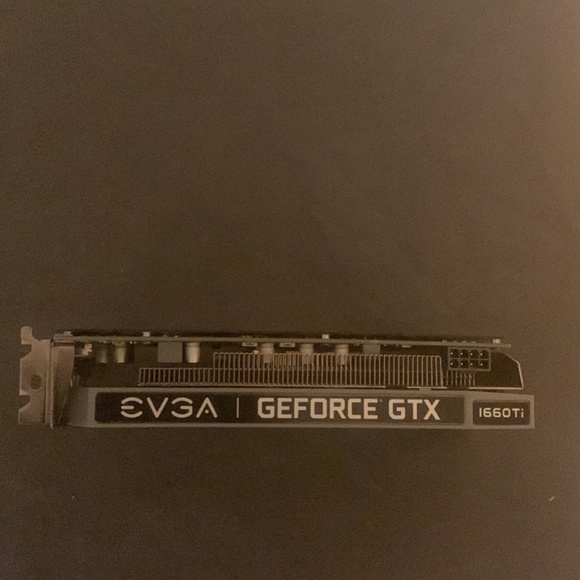 EVGA | GEFORCE GTX 1660Ti